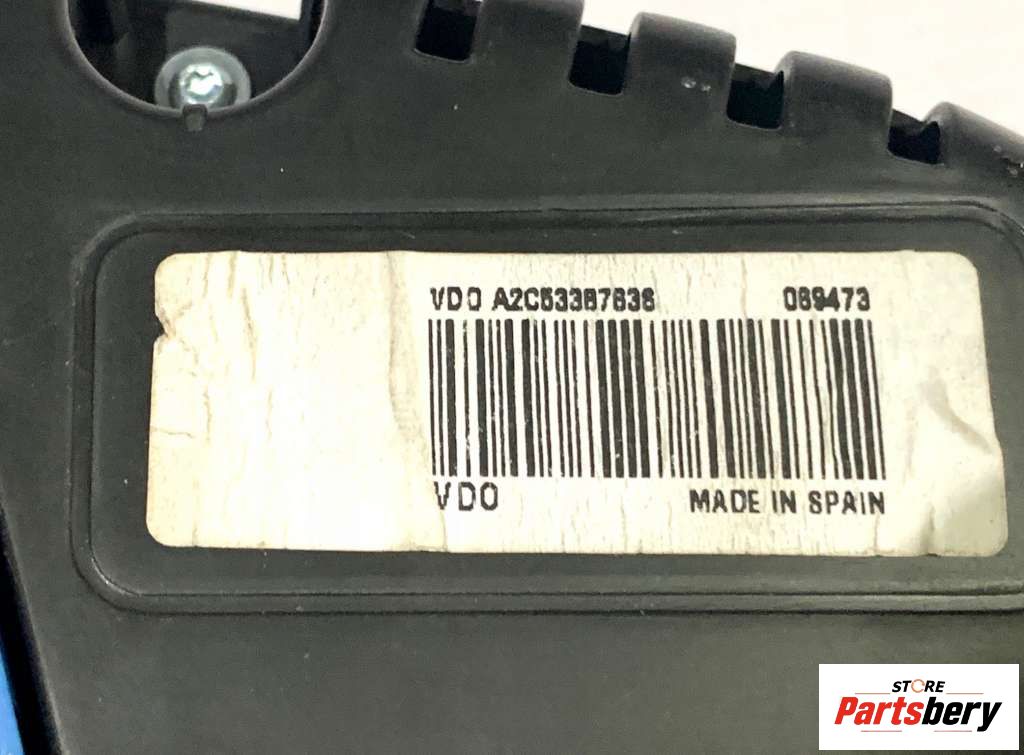 VDO A2C53387636 069473
VDO MADE IN SPAIN
STORE
Partsbery